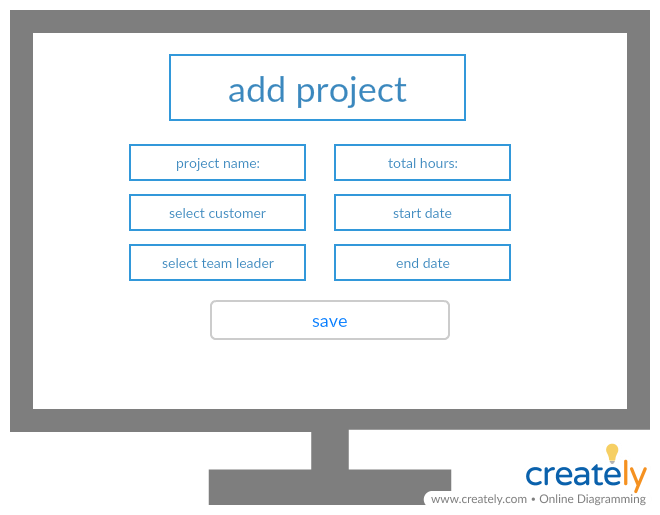 add project
project name:
total hours:
select customer
start date
select team leader
end date
save
creately
www.creately.com • Online Diagramming